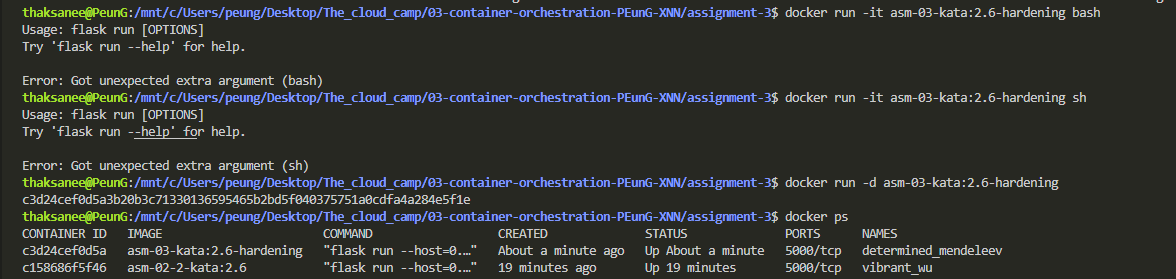 thaksanee@PeunG:/mnt/c/Users/peung/Desktop/The_cloud_camp/03-container-orchestration-PEunG-XNN/assignment-3$ docker run -it asm-03-kata:2.6-hardening bash
Usage: flask run [OPTIONS]
Try 'flask run --help' for help.

Error: Got unexpected extra argument (bash)
thaksanee@PeunG:/mnt/c/Users/peung/Desktop/The_cloud_camp/03-container-orchestration-PEunG-XNN/assignment-3$ docker run -it asm-03-kata:2.6-hardening sh
Usage: flask run [OPTIONS]
Try 'flask run --help' for help.

Error: Got unexpected extra argument (sh)
thaksanee@PeunG:/mnt/c/Users/peung/Desktop/The_cloud_camp/03-container-orchestration-PEunG-XNN/assignment-3$ docker run -d asm-03-kata:2.6-hardening
c3d24cef0d5a3b20b3c71330136595465b2bd5f040375751a0cdfa4a284e5f1e
thaksanee@PeunG:/mnt/c/Users/peung/Desktop/The_cloud_camp/03-container-orchestration-PEunG-XNN/assignment-3$ docker ps
CONTAINER ID   IMAGE                       COMMAND                  CREATED              STATUS              PORTS      NAMES
c3d24cef0d5a   asm-03-kata:2.6-hardening   "flask run --host=0.…"   About a minute ago   Up About a minute   5000/tcp   determined_mendeleev
c158686f5f46   asm-02-2-kata:2.6           "flask run --host=0.…"   19 minutes ago       Up 19 minutes       5000/tcp   vibrant_wu